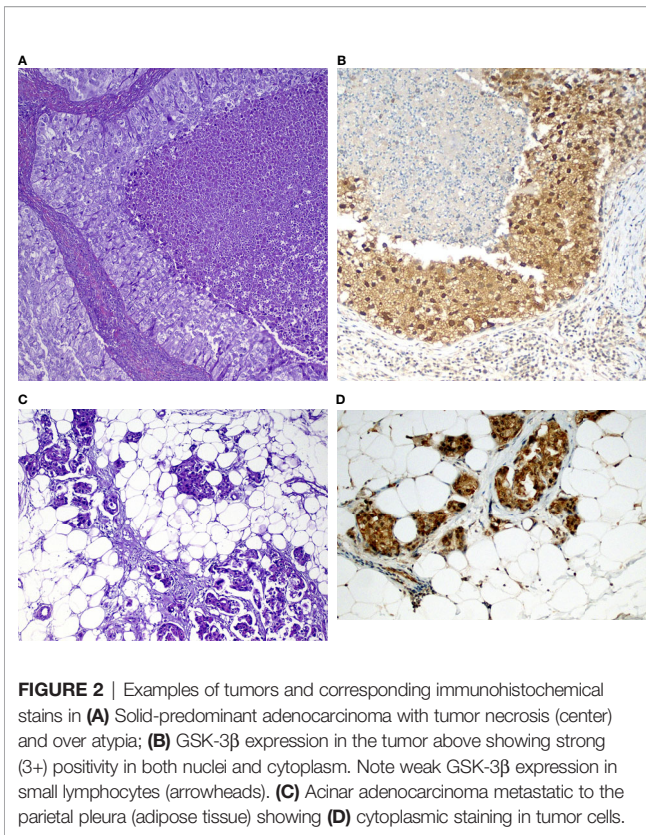 A
B
C
D
FIGURE 2 | Examples of tumors and corresponding immunohistochemical
stains in (A) Solid-predominant adenocarcinoma with tumor necrosis (center)
and over atypia; (B) GSK-3β expression in the tumor above showing strong
(3+) positivity in both nuclei and cytoplasm. Note weak GSK-3β expression in
small lymphocytes (arrowheads). (C) Acinar adenocarcinoma metastatic to the
parietal pleura (adipose tissue) showing (D) cytoplasmic staining in tumor cells.